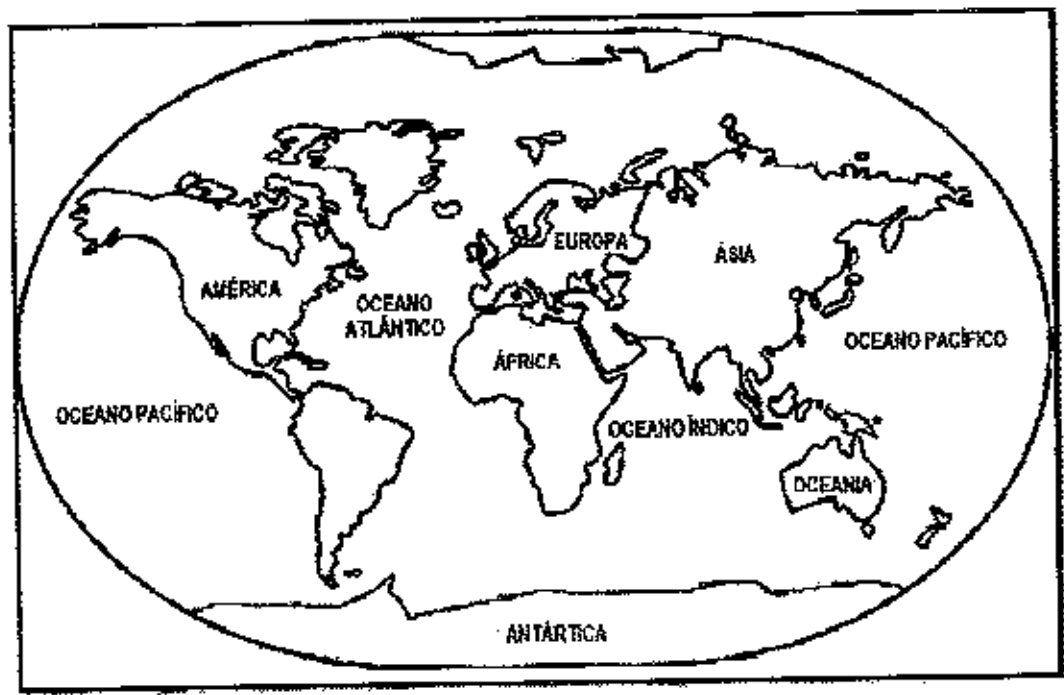 EUROPA
ÁSIA
AMÉRICA
OCEANO
ATLÂNTICO
ÁFRICA
OCEANO PACÍFICO
OCEANO PACÍFICO
OCEANO ÍNDICO
OCEANIA
ANTÁRTICA